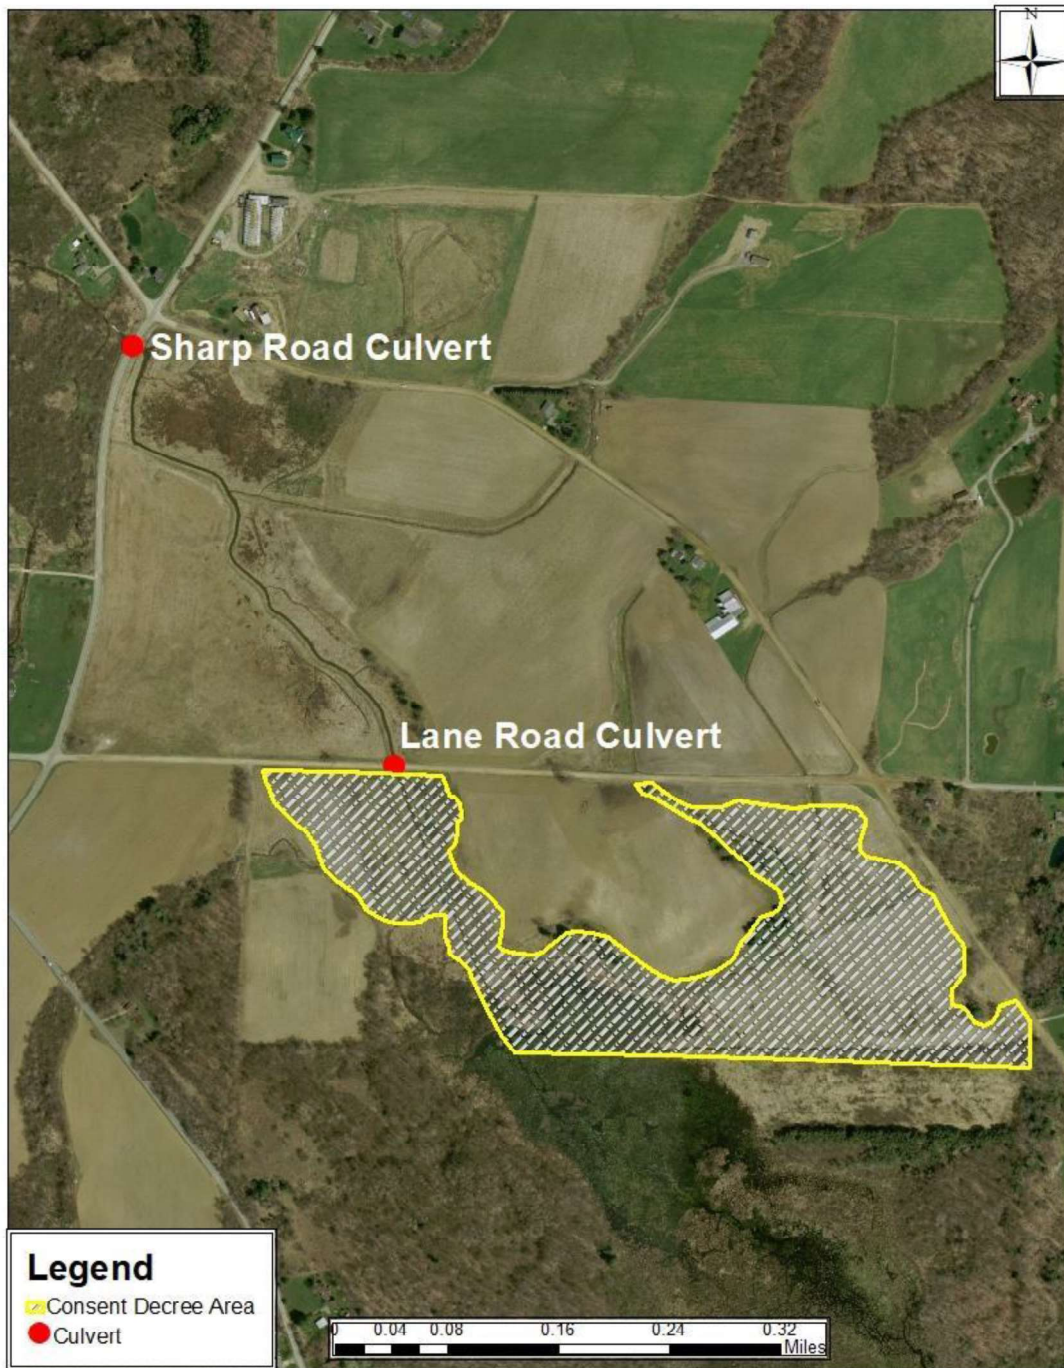 N
Sharp Road Culvert
Lane Road Culvert
Legend
Consent Decree Area
Culvert
0 0.04 0.08 0.16 0.24 0.32
Miles